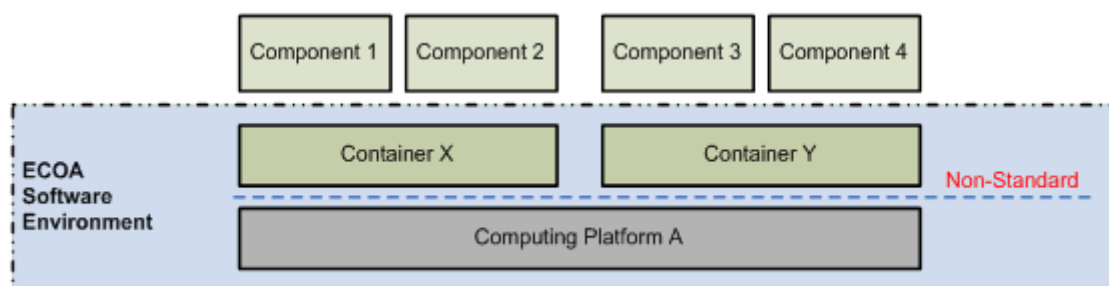 Component 1
Component 2
Component 3
Component 4
Container X
Container Y
ECOA
Software
Environment
Non-Standard
Computing Platform A